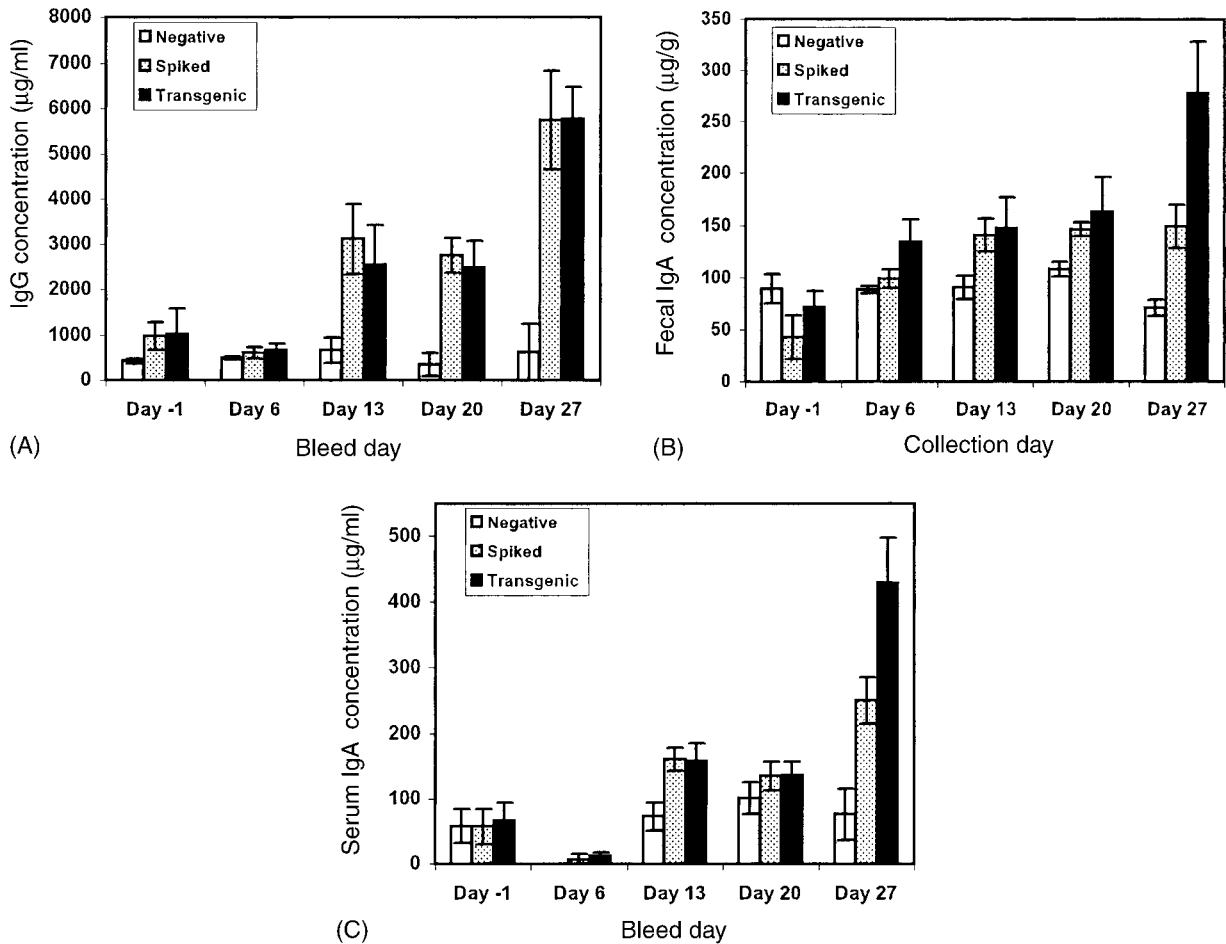 8000
7000
6000
5000
4000
3000
2000
1000
0
IgG concentration (μg/ml)
Negative
Spiked
Transgenic
Day -1 Day 6 Day 13 Day 20 Day 27
(A) Bleed day
350
300
250
200
150
100
50
0
Fecal IgA concentration (μg/g)
Negative
Spiked
Transgenic
Day -1 Day 6 Day 13 Day 20 Day 27
(B) Collection day
500
400
300
200
100
0
Serum IgA concentration (μg/ml)
Negative
Spiked
Transgenic
Day -1 Day 6 Day 13 Day 20 Day 27
(C) Bleed day